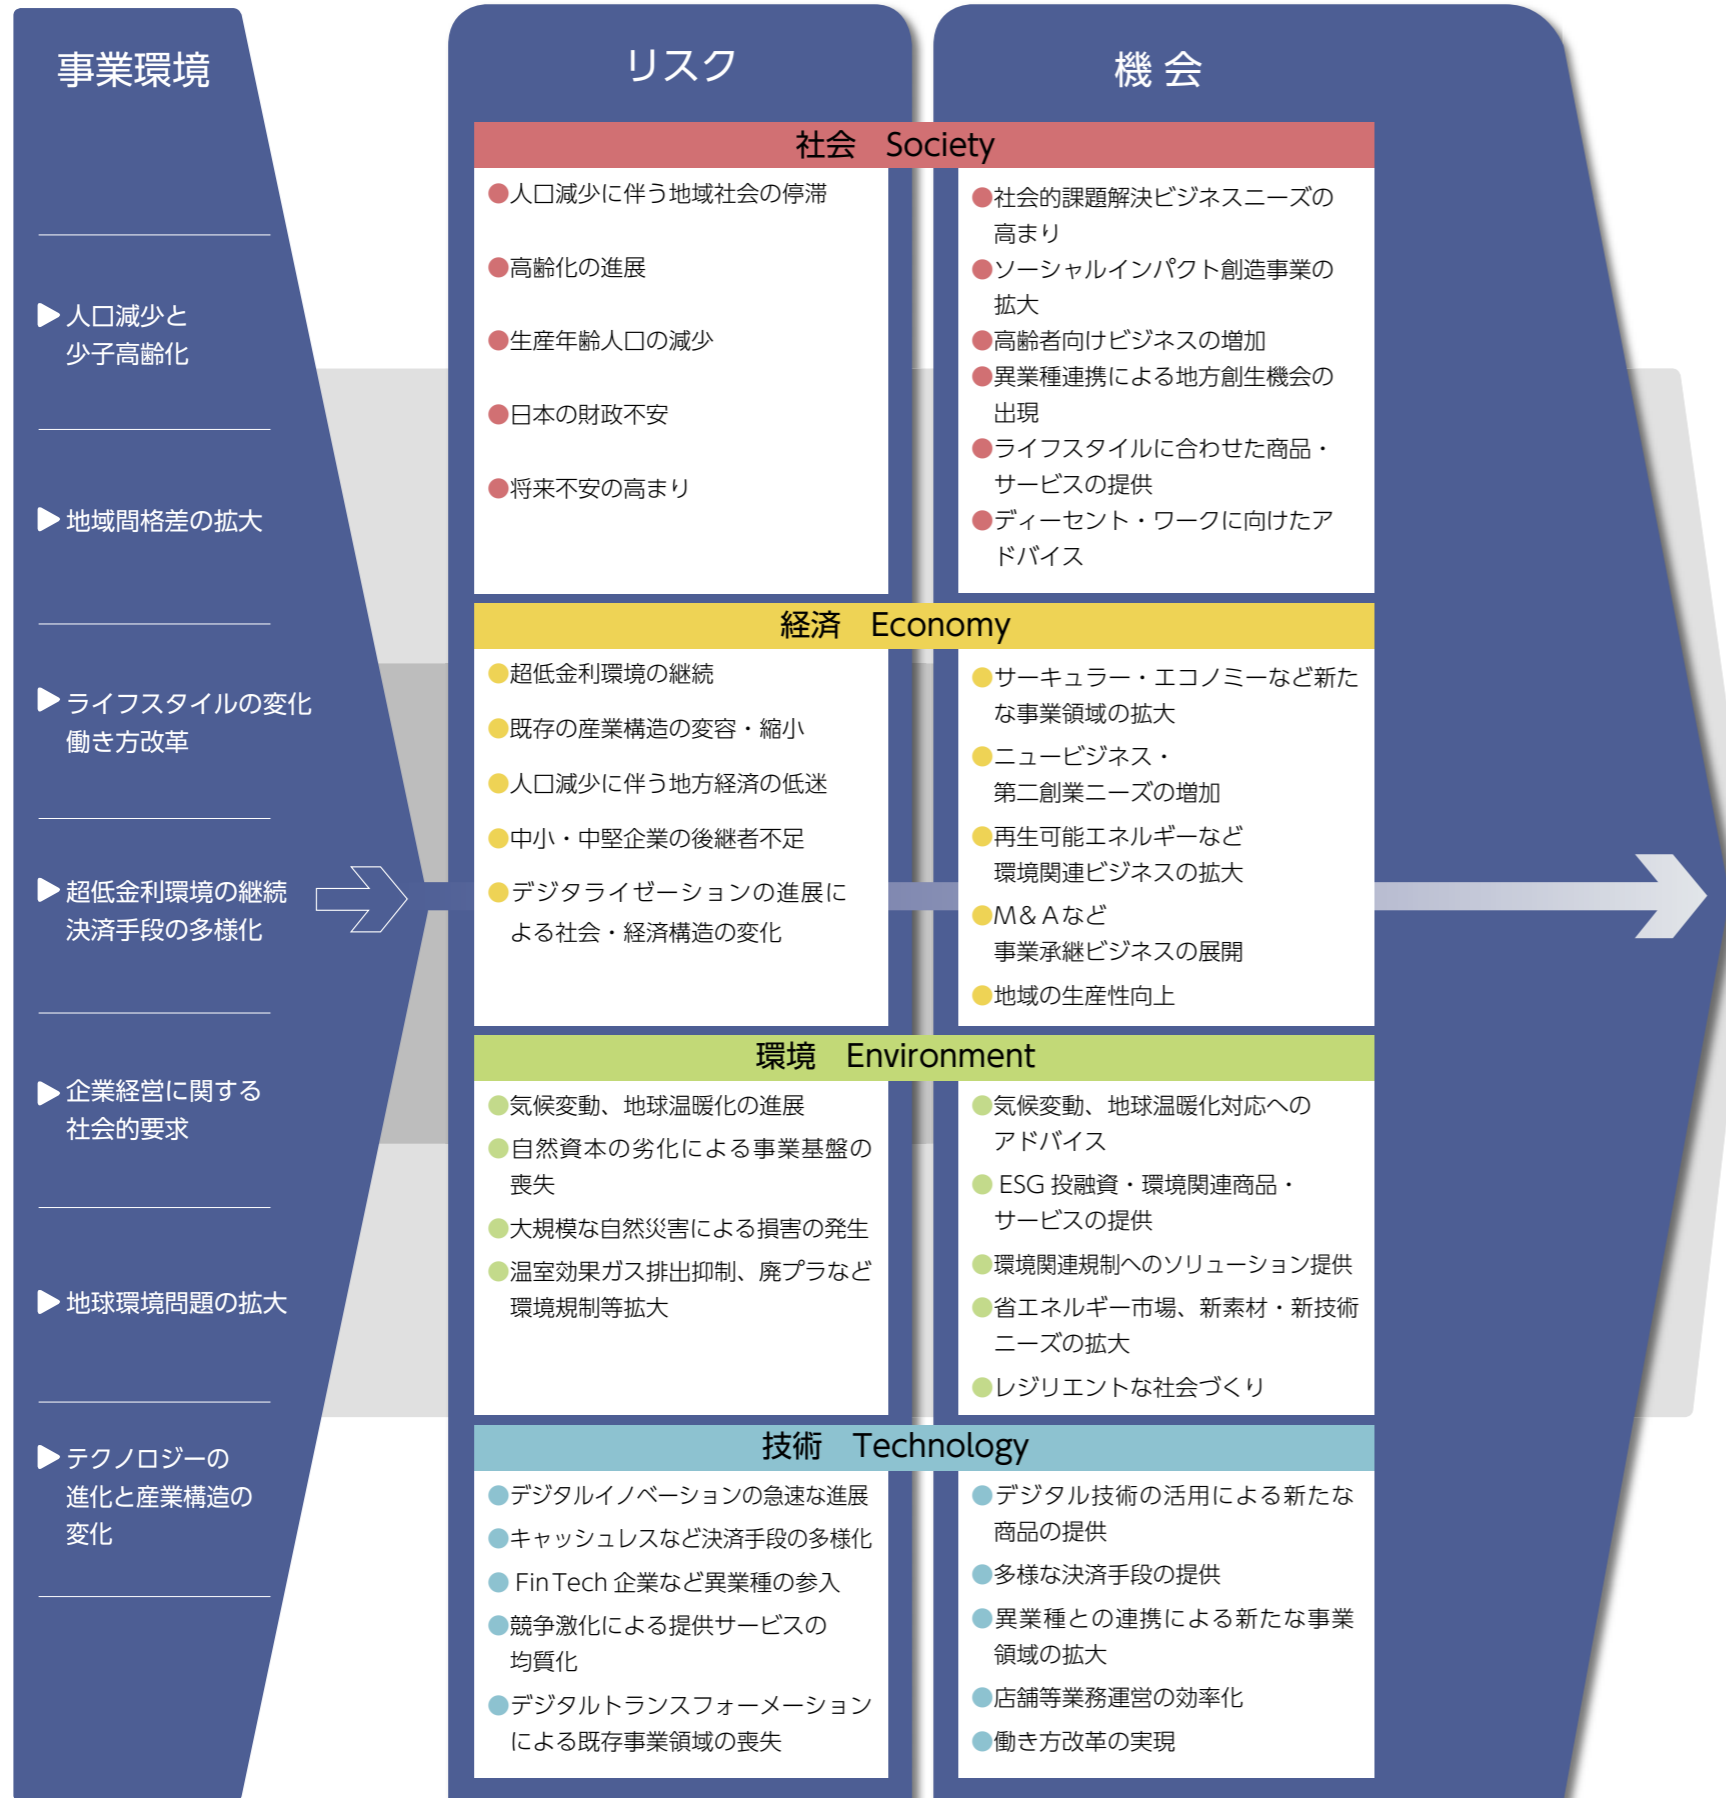 事業環境
▶人口減少と
少子高齢化
▶地域間格差の拡大
▶ライフスタイルの変化
働き方改革
▶超低金利環境の継続
決済手段の多様化
▶企業経営に関する
社会的要求
▶地球環境問題の拡大
▶テクノロジーの
進化と産業構造の
変化
リスク
機 会
社会　Society
●人口減少に伴う地域社会の停滞
●高齢化の進展
●生産年齢人口の減少
●日本の財政不安
●将来不安の高まり
●社会的課題解決ビジネスニーズの
高まり
●ソーシャルインパクト創造事業の
拡大
●高齢者向けビジネスの増加
●異業種連携による地方創生機会の
出現
●ライフスタイルに合わせた商品・
サービスの提供
●ディーセント・ワークに向けたア
ドバイス
経済　Economy
●超低金利環境の継続
●既存の産業構造の変容・縮小
●人口減少に伴う地方経済の低迷
●中小・中堅企業の後継者不足
●デジタライゼーションの進展に
よる社会・経済構造の変化
●サーキュラー・エコノミーなど新た
な事業領域の拡大
●ニュービジネス・
第二創業ニーズの増加
●再生可能エネルギーなど
環境関連ビジネスの拡大
●M&Aなど
事業承継ビジネスの展開
●地域の生産性向上
環境　Environment
●気候変動、地球温暖化の進展
●自然資本の劣化による事業基盤の
喪失
●大規模な自然災害による損害の発生
●温室効果ガス排出抑制、廃プラなど
環境規制等拡大
●気候変動、地球温暖化対応への
アドバイス
●ESG 投融資・環境関連商品・
サービスの提供
●環境関連規制へのソリューション提供
●省エネルギー市場、新素材・新技術
ニーズの拡大
●レジリエントな社会づくり
技術　Technology
●デジタルイノベーションの急速な進展
●キャッシュレスなど決済手段の多様化
●FinTech 企業など異業種の参入
●競争激化による提供サービスの
均質化
●デジタルトランスフォーメーション
による既存事業領域の喪失
●デジタル技術の活用による新たな
商品の提供
●多様な決済手段の提供
●異業種との連携による新たな事業
領域の拡大
●店舗等業務運営の効率化
●働き方改革の実現